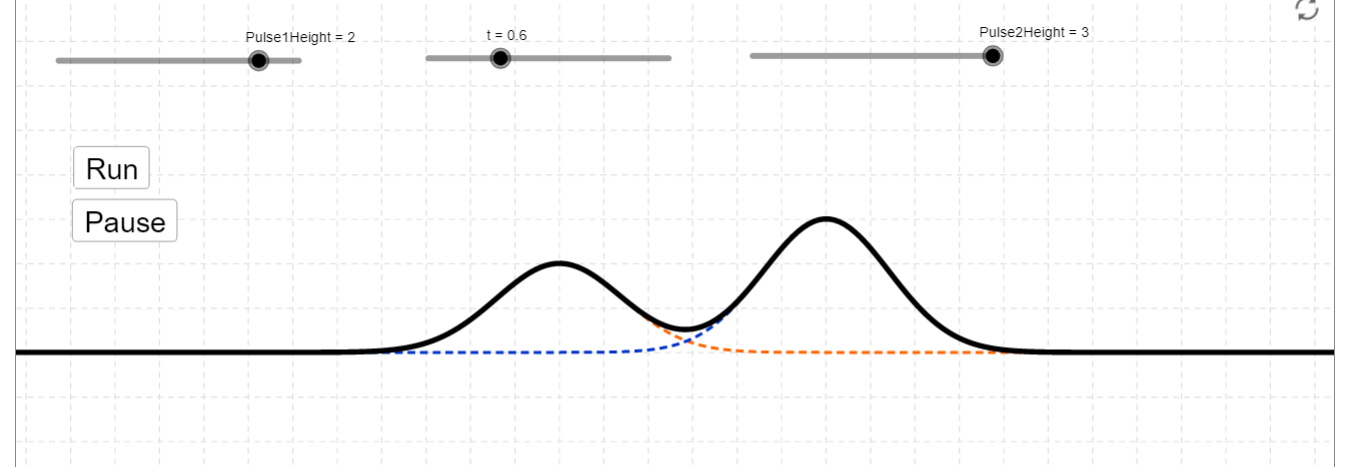 Pulse1Height = 2
t = 0.6
Pulse2Height = 3
Run
Pause